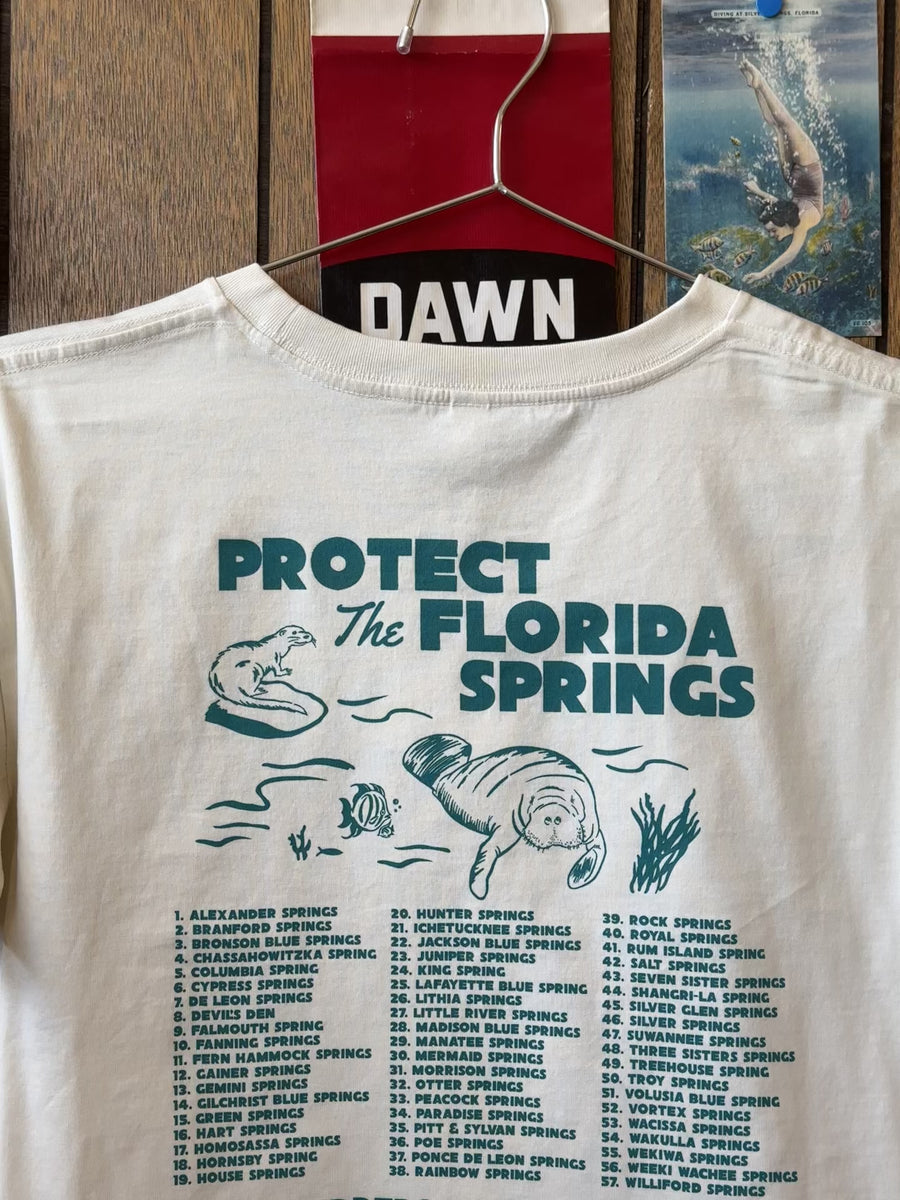 DIVING AT SILVER SPRINGS, FLORIDA
DAWN
PROTECT
The FLORIDA
SPRINGS
1. ALEXANDER SPRINGS
2. BRANFORD SPRINGS
3. BRONSON BLUE SPRINGS
4. CHASSAHOWITZKA SPRING
5. COLUMBIA SPRING
6. CYPRESS SPRINGS
7. DE LEON SPRINGS
8. DEVIL'S DEN
9. FALMOUTH SPRING
10. FANNING SPRINGS
11. FERN HAMMOCK SPRINGS
12. GAINER SPRINGS
13. GEMINI SPRINGS
14. GILCHRIST BLUE SPRINGS
15. GREEN SPRINGS
16. HART SPRINGS
17. HOMOSASSA SPRINGS
18. HORNSBY SPRING
19. HOUSE SPRINGS
20. HUNTER SPRINGS
21. ICHETUCKNEE SPRINGS
22. JACKSON BLUE SPRINGS
23. JUNIPER SPRINGS
24. KING SPRING
25. LAFAYETTE BLUE SPRING
26. LITHIA SPRINGS
27. LITTLE RIVER SPRINGS
28. MADISON BLUE SPRINGS
29. MANATEE SPRINGS
30. MERMAID SPRINGS
31. MORRISON SPRINGS
32. OTTER SPRINGS
33. PEACOCK SPRINGS
34. PARADISE SPRINGS
35. PITT & SYLVAN SPRINGS
36. POE SPRINGS
37. PONCE DE LEON SPRINGS
38. RAINBOW SPRINGS
39. ROCK SPRINGS
40. ROYAL SPRINGS
41. RUM ISLAND SPRING
42. SALT SPRINGS
43. SEVEN SISTER SPRINGS
44. SHANGRI-LA SPRING
45. SILVER GLEN SPRINGS
46. SILVER SPRINGS
47. SUWANNEE SPRINGS
48. THREE SISTERS SPRINGS
49. TREEHOUSE SPRING
50. TROY SPRINGS
51. VOLUSIA BLUE SPRING
52. VORTEX SPRINGS
53. WACISSA SPRINGS
54. WAKULLA SPRINGS
55. WEKIWA SPRINGS
56. WEEKI WACHEE SPRINGS
57. WILLIFORD SPRINGS